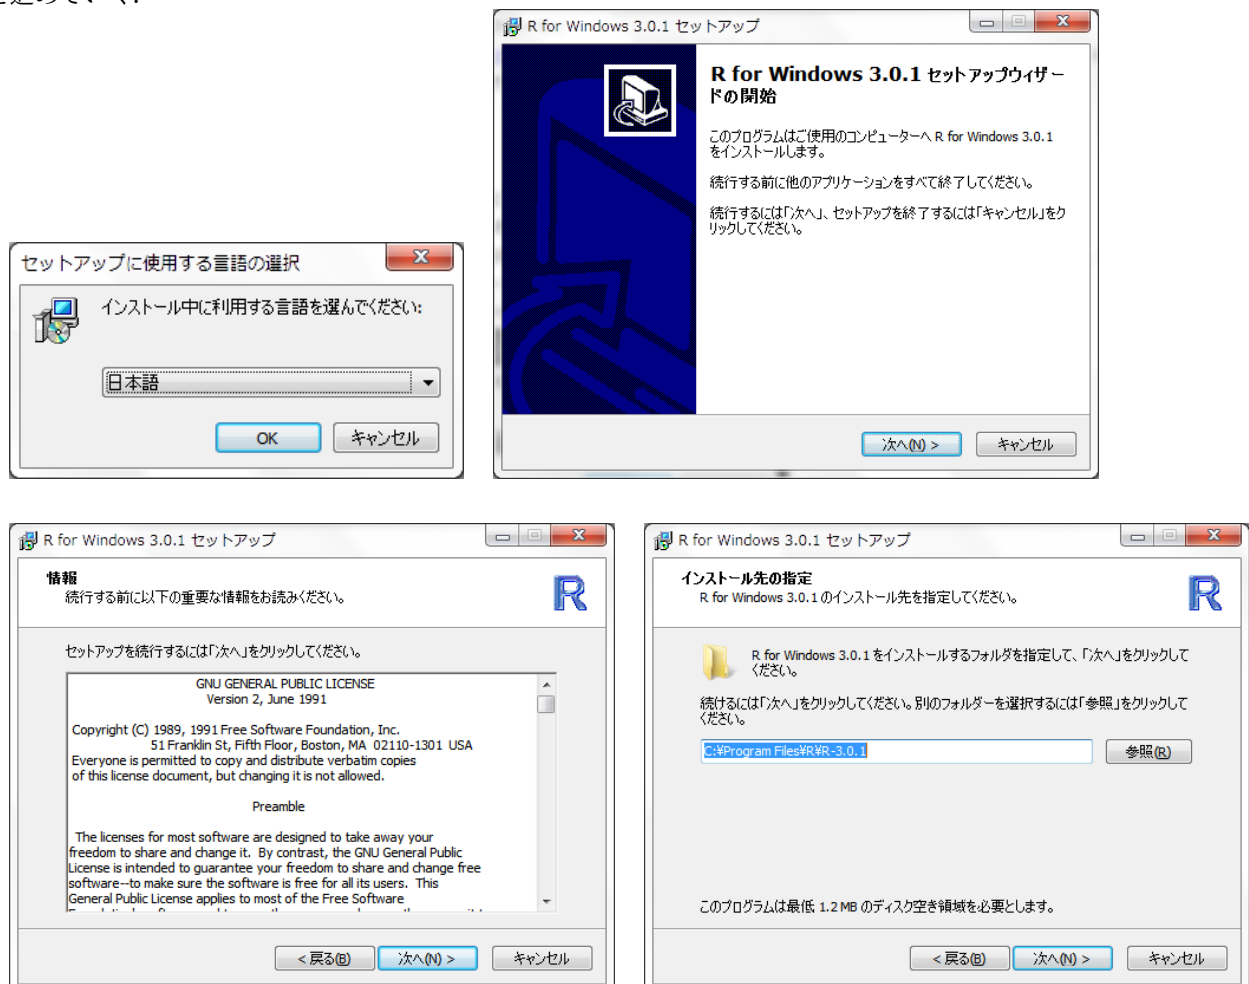 R for Windows 3.0.1 セットアップ
R for Windows 3.0.1 セットアップウィザー
ドの開始
このプログラムはご使用のコンピューターへ R for Windows 3.0.1
をインストールします。
続行する前に他のアプリケーションをすべて終了してください。
続行するには「次へ」、セットアップを終了するには「キャンセル」をク
リックしてください。
次へ(N) >
キャンセル
セットアップに使用する言語の選択
インストール中に利用する言語を選んでください:
日本語
OK
キャンセル
R for Windows 3.0.1 セットアップ
情報
続行する前に以下の重要な情報をお読みください。
セットアップを続行するには「次へ」をクリックしてください。
GNU GENERAL PUBLIC LICENSE
Version 2, June 1991
Copyright (C) 1989, 1991 Free Software Foundation, Inc.
51 Franklin St, Fifth Floor, Boston, MA 02110-1301 USA
Everyone is permitted to copy and distribute verbatim copies
of this license document, but changing it is not allowed.
Preamble
The licenses for most software are designed to take away your
freedom to share and change it. By contrast, the GNU General Public
License is intended to guarantee your freedom to share and change free
software--to make sure the software is free for all its users. This
General Public License applies to most of the Free Software
< 戻る(B)
次へ(N) >
キャンセル
R for Windows 3.0.1 セットアップ
インストール先の指定
R for Windows 3.0.1 のインストール先を指定してください。
R for Windows 3.0.1 をインストールするフォルダを指定して、「次へ」をクリックして
ください。
続けるには「次へ」をクリックしてください。別のフォルダーを選択するには「参照」をクリックして
ください。
C:¥Program Files¥R¥R-3.0.1
参照(R)
このプログラムは最低 1.2 MB のディスク空き領域を必要とします。
< 戻る(B)
次へ(N) >
キャンセル